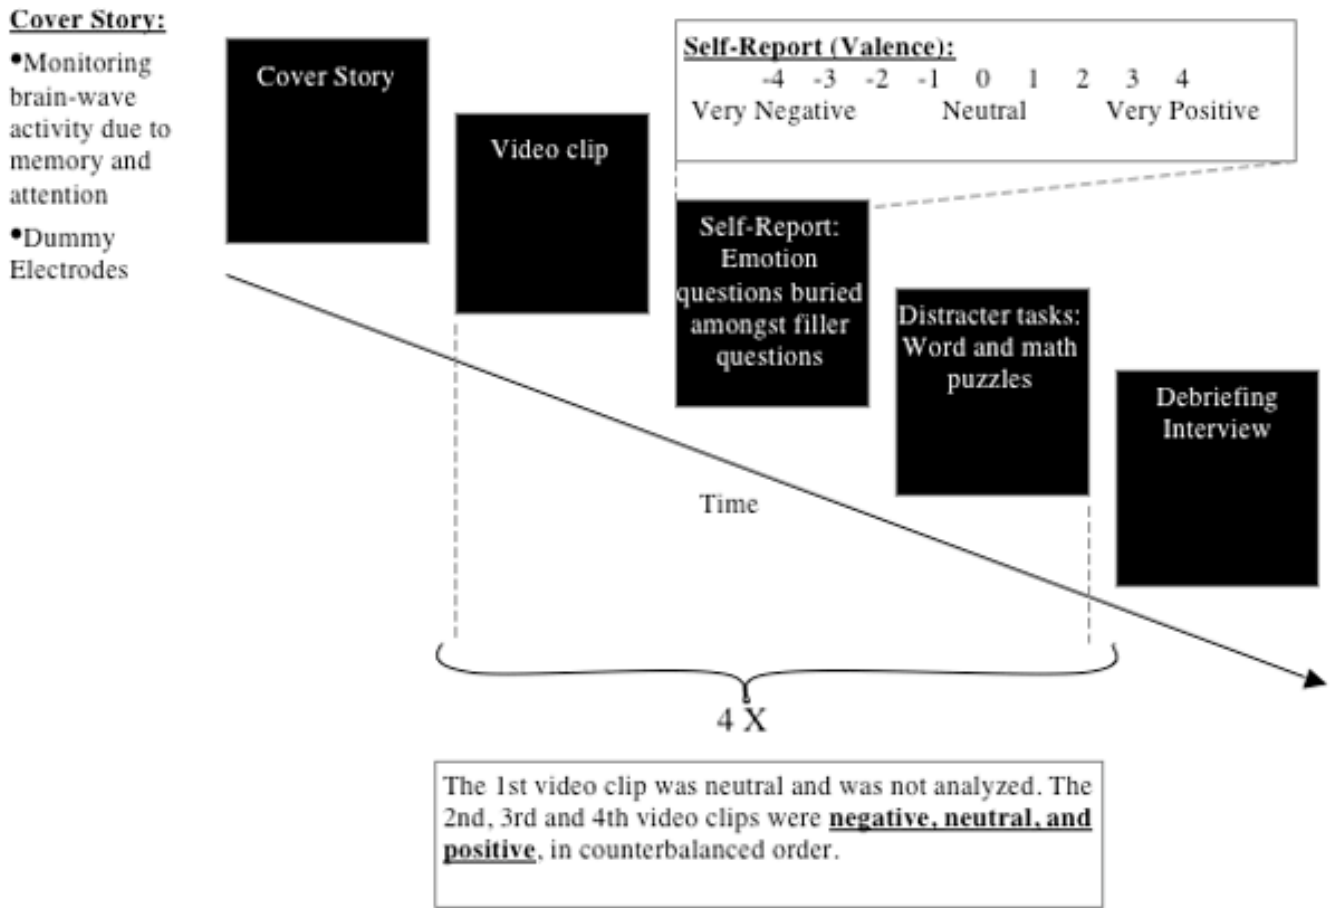 Cover Story:
•Monitoring
brain-wave
activity due to
memory and
attention
•Dummy
Electrodes
Cover Story
Video clip
Self-Report (Valence):
-4 -3 -2 -1 0 1 2 3 4
Very Negative Neutral Very Positive
Self-Report:
Emotion
questions buried
amongst filler
questions
Distracter tasks:
Word and math
puzzles
Debriefing
Interview
Time
4 X
The 1st video clip was neutral and was not analyzed. The
2nd, 3rd and 4th video clips were negative, neutral, and
positive, in counterbalanced order.